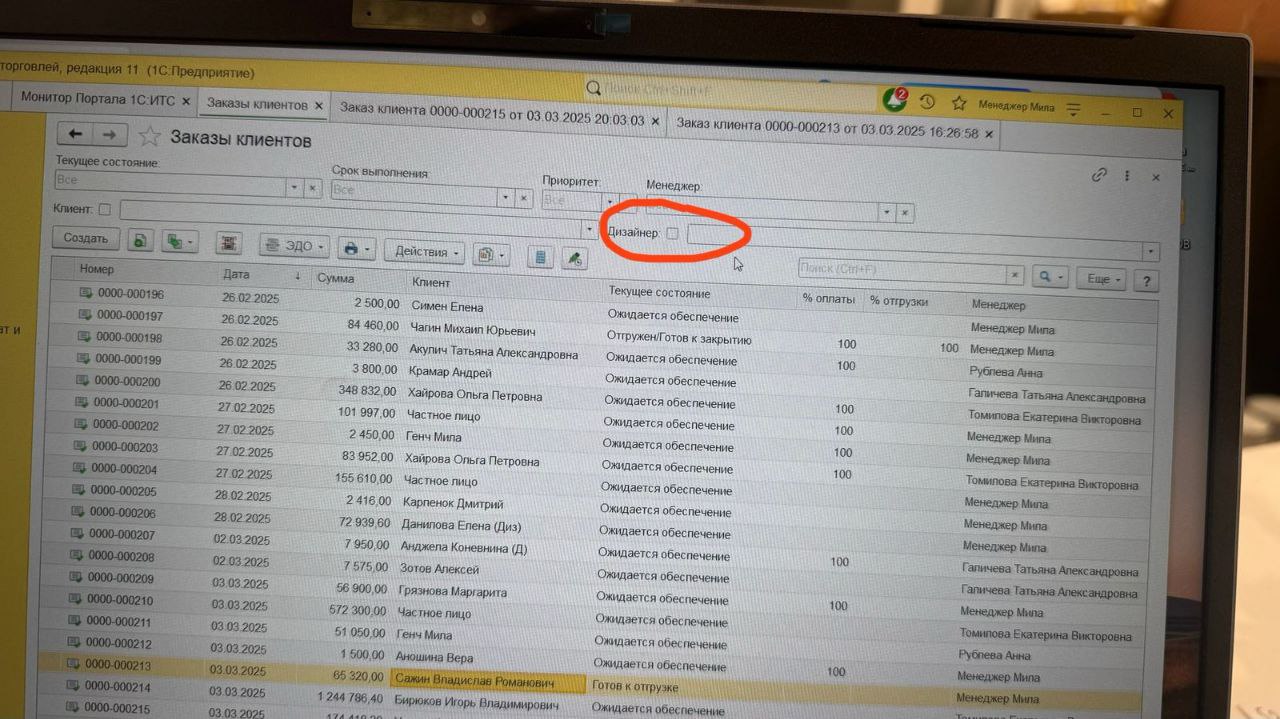 торговлей, редакция 11 (1С:Предприятие)
Поиск Ctrl+Shift+F
2
Менеджер Мила
Монитор Портала 1С:ИТС
Заказы клиентов
Заказ клиента 0000-000215 от 03.03.2025 20:03:03
Заказ клиента 0000-000213 от 03.03.2025 16:26:58
Заказы клиентов
Текущее состояние: Все
Срок выполнения: Все
Приоритет: Все
Менеджер:
Клиент:
Дизайнер:
Создать ЭДО Действия Поиск (Ctrl+F) Еще ?
Номер Дата Сумма Клиент Текущее состояние % оплаты % отгрузки Менеджер
0000-000196 26.02.2025 2 500,00 Симен Елена Ожидается обеспечение Менеджер Мила
0000-000197 26.02.2025 84 460,00 Чагин Михаил Юрьевич Отгружен/Готов к закрытию 100 100 Менеджер Мила
0000-000198 26.02.2025 33 280,00 Акулич Татьяна Александровна Ожидается обеспечение 100 Рублева Анна
0000-000199 26.02.2025 3 800,00 Крамар Андрей Ожидается обеспечение Галичева Татьяна Александровна
0000-000200 26.02.2025 348 832,00 Хайрова Ольга Петровна Ожидается обеспечение 100 Томилова Екатерина Викторовна
0000-000201 27.02.2025 101 997,00 Частное лицо Ожидается обеспечение 100 Менеджер Мила
0000-000202 27.02.2025 2 450,00 Генч Мила Ожидается обеспечение 100 Менеджер Мила
0000-000203 27.02.2025 83 952,00 Хайрова Ольга Петровна Ожидается обеспечение 100 Томилова Екатерина Викторовна
0000-000204 27.02.2025 155 610,00 Частное лицо Ожидается обеспечение Менеджер Мила
0000-000205 28.02.2025 2 416,00 Карпенок Дмитрий Ожидается обеспечение Менеджер Мила
0000-000206 28.02.2025 72 939,60 Данилова Елена (Диз) Ожидается обеспечение Менеджер Мила
0000-000207 02.03.2025 7 950,00 Анджела Коневнина (Д) Ожидается обеспечение 100 Галичева Татьяна Александровна
0000-000208 02.03.2025 7 575,00 Зотов Алексей Ожидается обеспечение Галичева Татьяна Александровна
0000-000209 03.03.2025 56 900,00 Грязнова Маргарита Ожидается обеспечение 100 Менеджер Мила
0000-000210 03.03.2025 572 300,00 Частное лицо Ожидается обеспечение Томилова Екатерина Викторовна
0000-000211 03.03.2025 51 050,00 Генч Мила Ожидается обеспечение Рублева Анна
0000-000212 03.03.2025 1 500,00 Аношина Вера Ожидается обеспечение 100 Менеджер Мила
0000-000213 03.03.2025 65 320,00 Сажин Владислав Романович Готов к отгрузке Менеджер Мила
0000-000214 03.03.2025 1 244 786,40 Бирюков Игорь Владимирович Ожидается обеспечение
0000-000215 03.03.2025